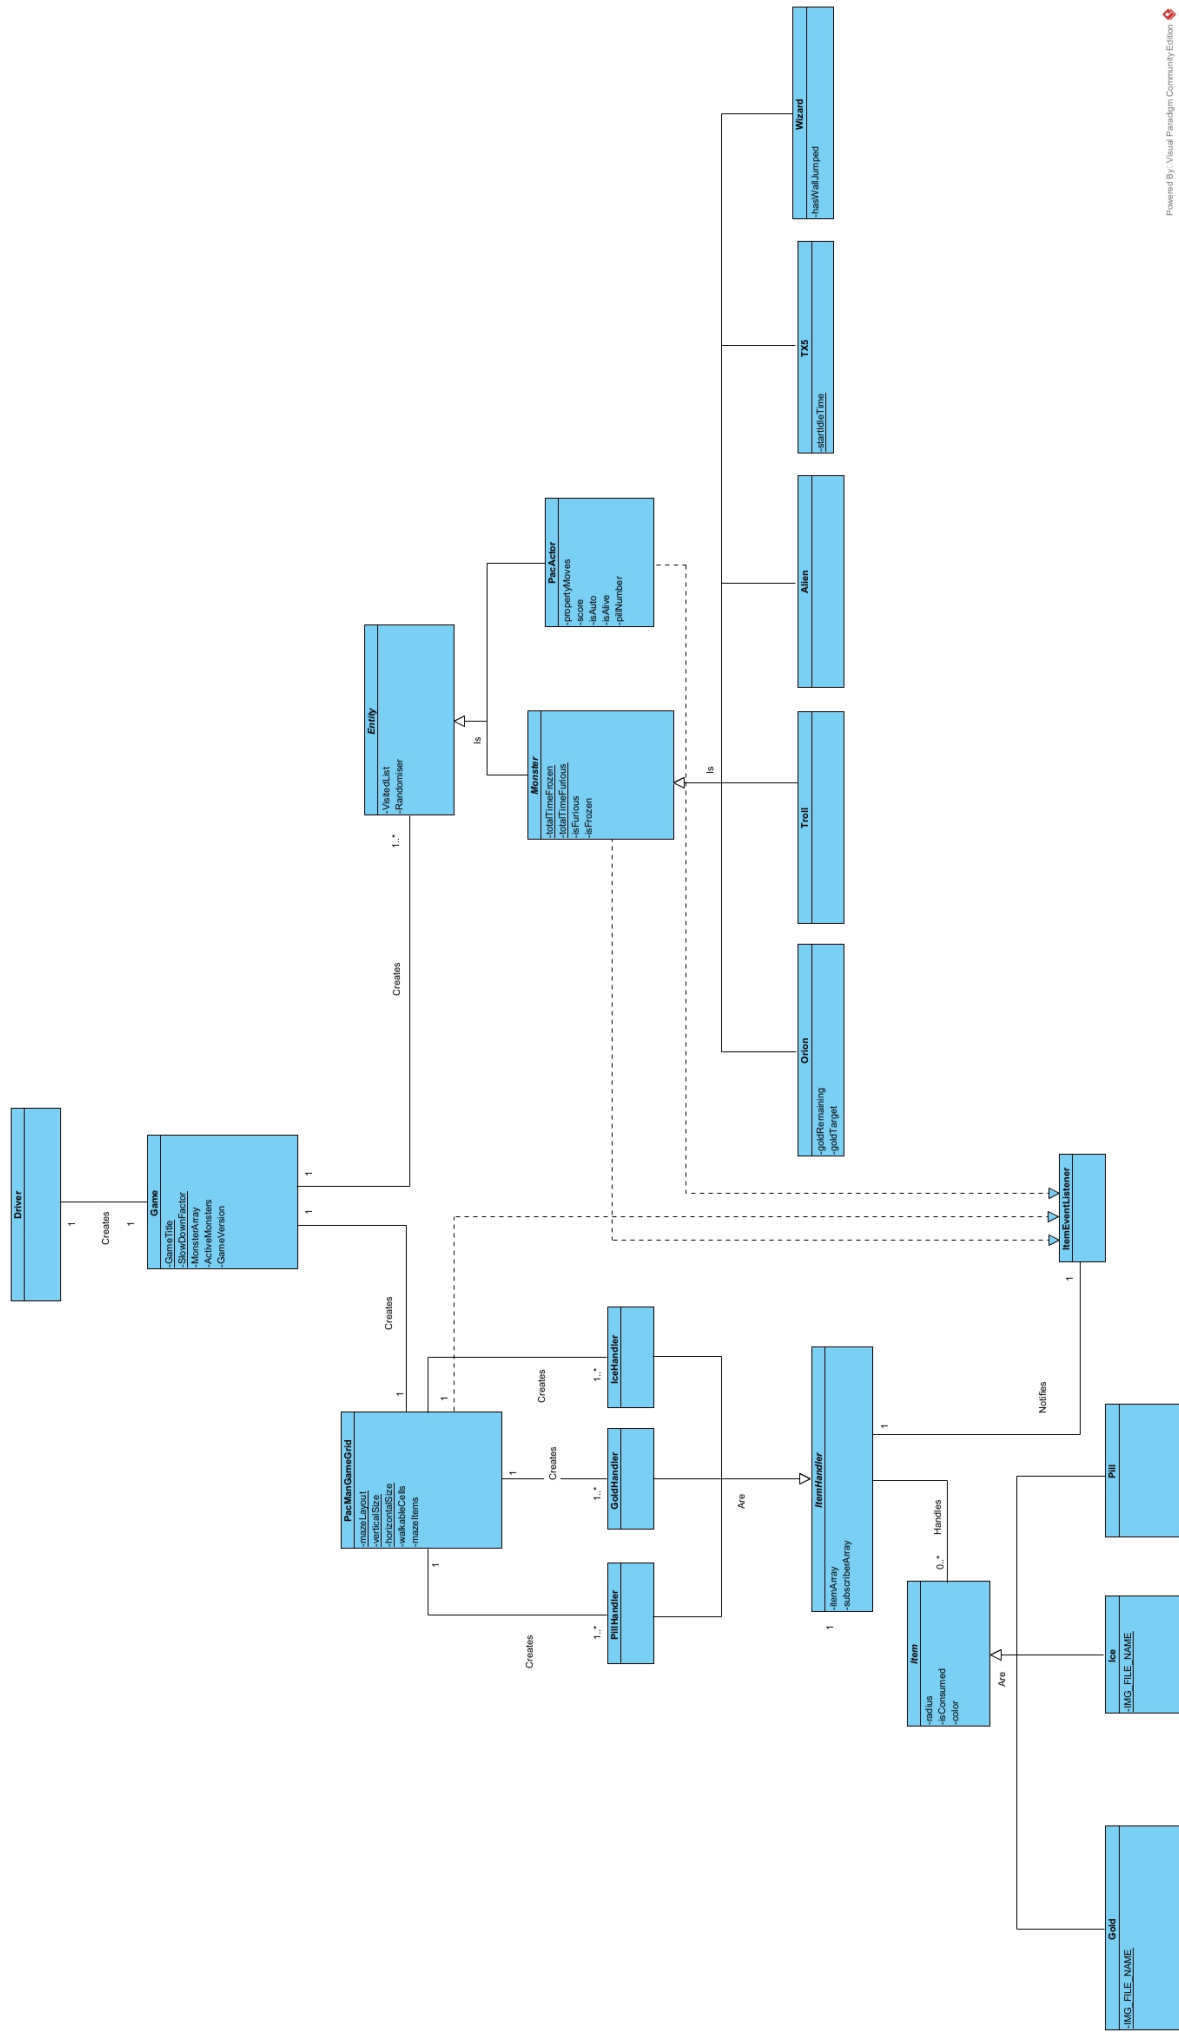 Driver
1
Creates
1
Game
-GameTitle
-SlowDownFactor
-MonsterArray
-ActiveMonsters
-GameVersion
1
1
Creates
1
Creates
1..*
PacManGameGrid
-mazeLayout
-verticalSize
-horizontalSize
-walkableCells
-mazeItems
Entity
-VisitedList
-Randomiser
Is
1
1
1
Creates
Creates
Creates
1..*
1..*
1..*
PillHandler
GoldHandler
IceHandler
Monster
-totalTimeFrozen
-totalTimeFurious
-isFurious
-isFrozen
PacActor
-propertyMoves
-score
-isAuto
-isAlive
-pillNumber
Are
Is
Orion
-goldRemaining
-goldTarget
Troll
Alien
TX5
-startIdleTime
Wizard
-hasWallJumped
ItemHandler
-itemArray
-subscriberArray
1
1
Handles
0..*
Notifies
1
ItemEventListener
Item
-radius
-isConsumed
-color
Are
Gold
-IMG_FILE_NAME
Ice
-IMG_FILE_NAME
Pill
Powered By Visual Paradigm Community Edition